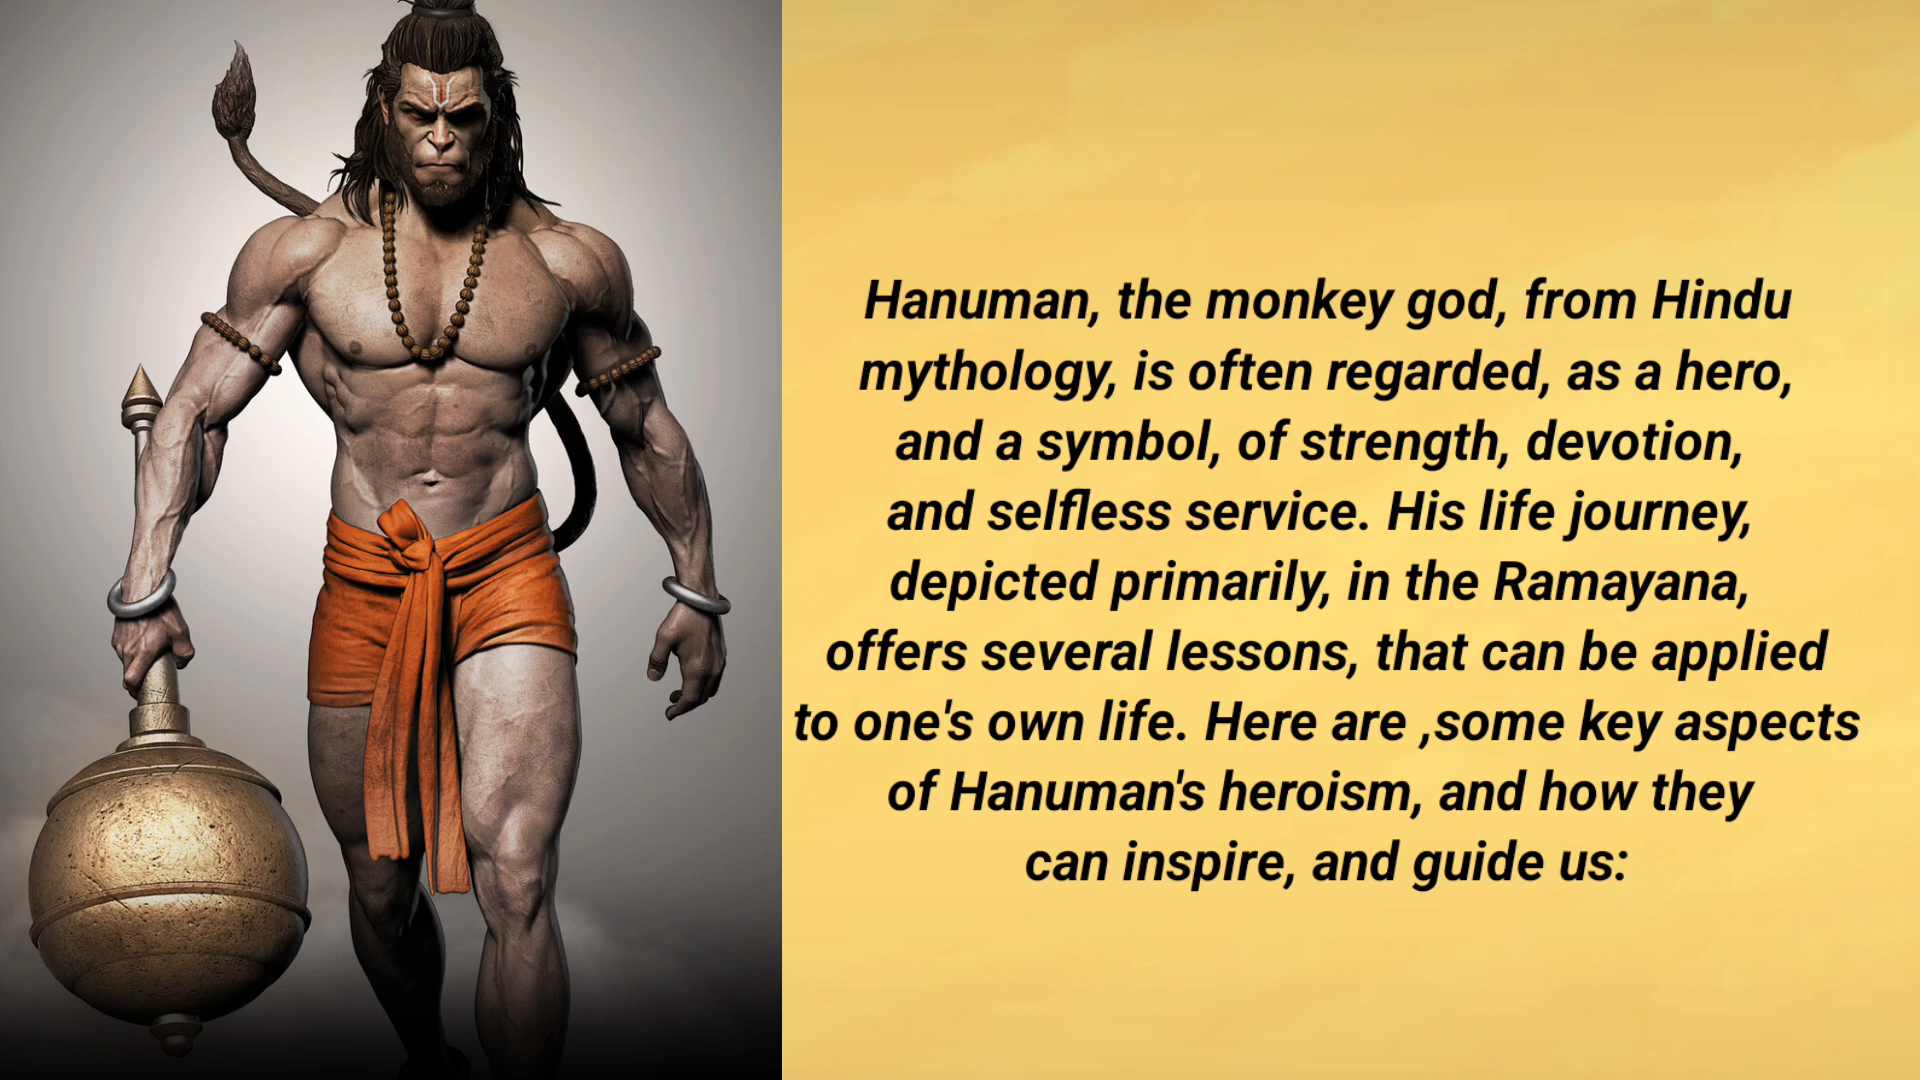 Hanuman, the monkey god, from Hindu
mythology, is often regarded, as a hero,
and a symbol, of strength, devotion,
and selfless service. His life journey,
depicted primarily, in the Ramayana,
offers several lessons, that can be applied
to one's own life. Here are ,some key aspects
of Hanuman's heroism, and how they
can inspire, and guide us: